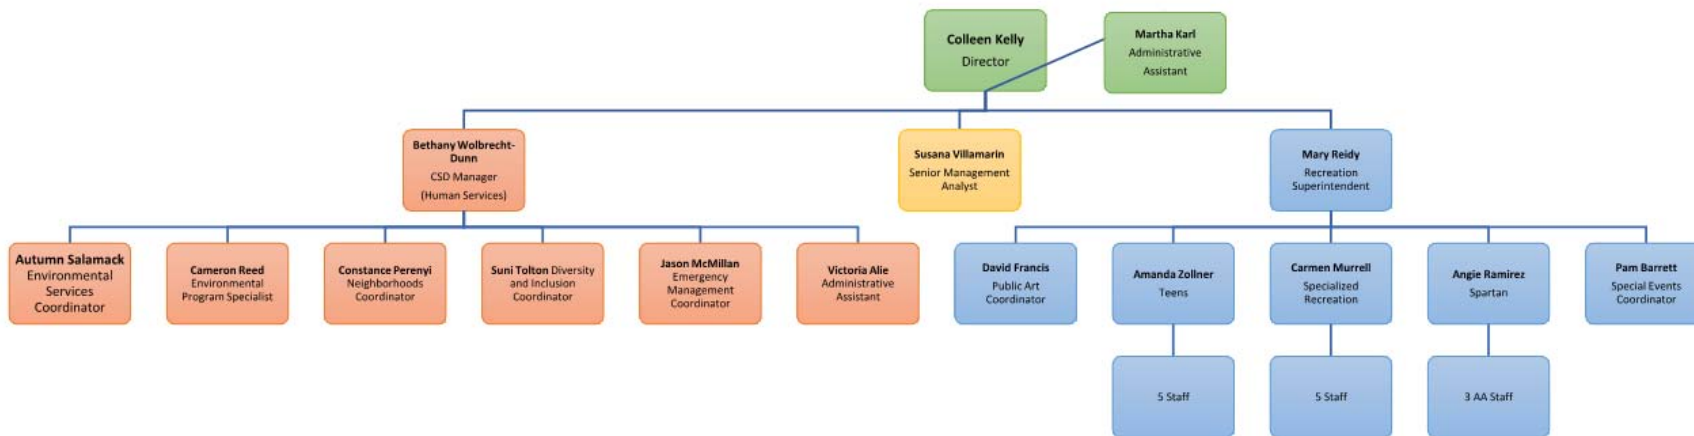 Colleen Kelly
Director
Martha Karl
Administrative
Assistant
Bethany Wolbrecht-
Dunn
CSD Manager
(Human Services)
Susana Villamarin
Senior Management
Analyst
Mary Reidy
Recreation
Superintendent
Autumn Salamack
Environmental
Services
Coordinator
Cameron Reed
Environmental
Program Specialist
Constance Perenyi
Neighborhoods
Coordinator
Suni Tolton Diversity
and Inclusion
Coordinator
Jason McMillan
Emergency
Management
Coordinator
Victoria Alie
Administrative
Assistant
David Francis
Public Art
Coordinator
Amanda Zollner
Teens
Carmen Murrell
Specialized
Recreation
Angie Ramirez
Spartan
Pam Barrett
Special Events
Coordinator
5 Staff
5 Staff
3 AA Staff